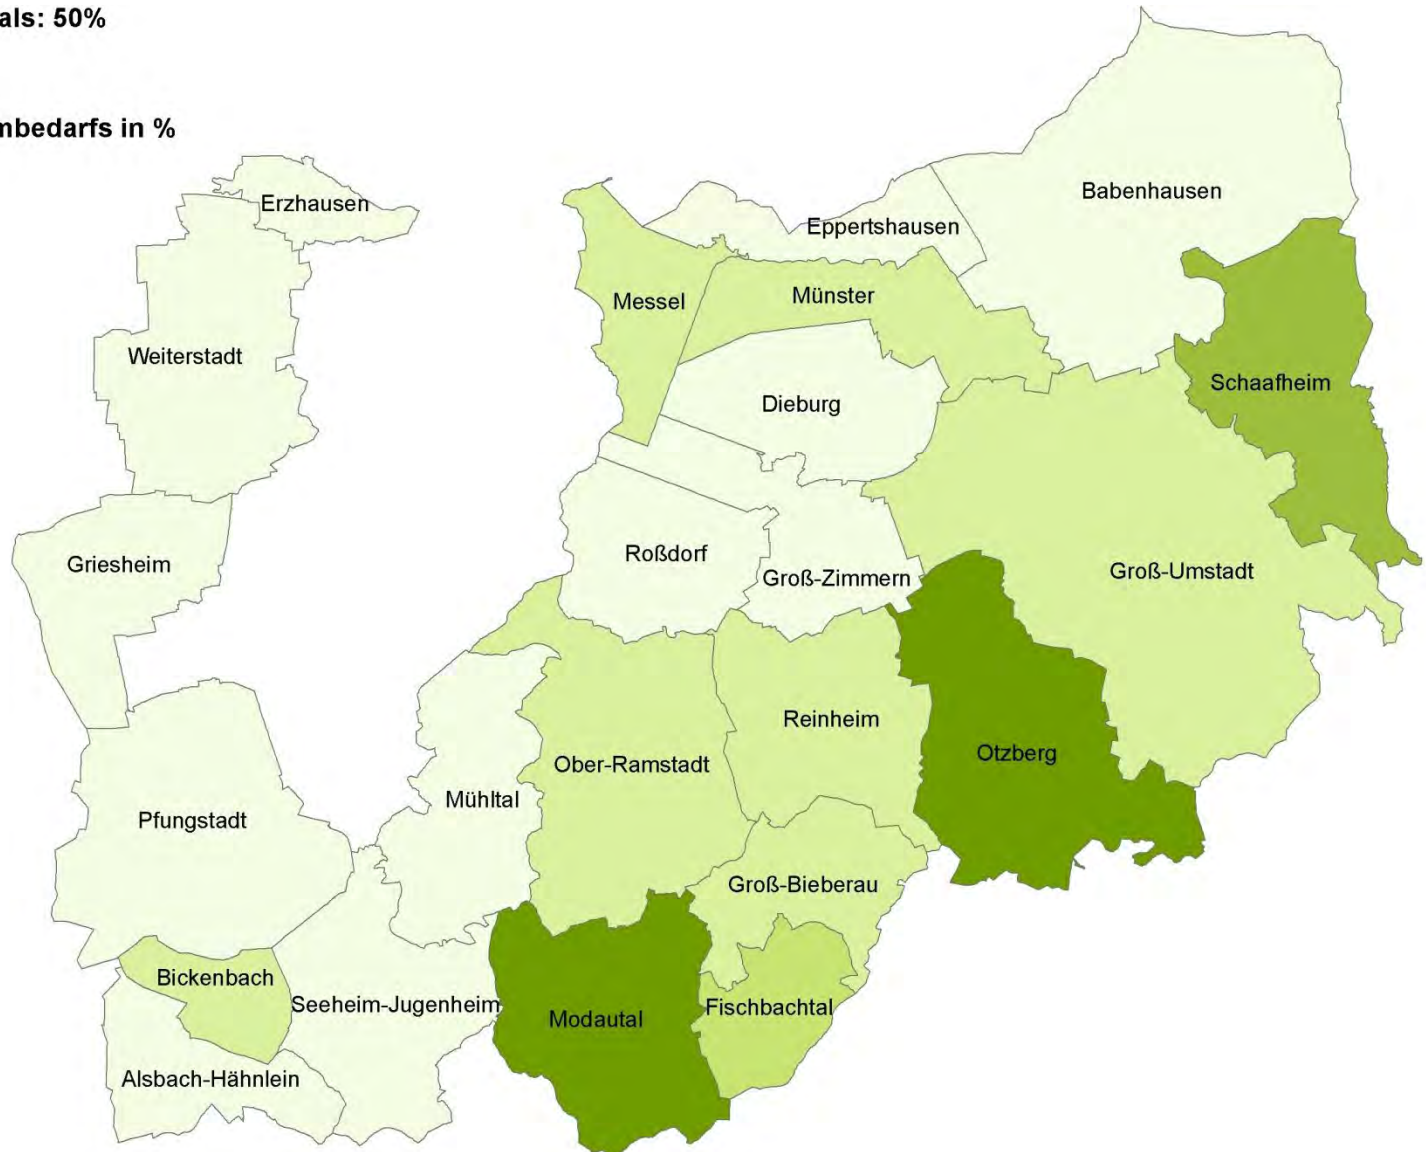 als: 50%
mbedarfs in %
Erzhausen
Babenhausen
Eppertshausen
Messel
Münster
Weiterstadt
Schaafheim
Dieburg
Roßdorf
Griesheim
Groß-Umstadt
Groß-Zimmern
Reinheim
Otzberg
Ober-Ramstadt
Mühltal
Pfungstadt
Groß-Bieberau
Bickenbach
Seeheim-Jugenheim
Fischbachtal
Modautal
Alsbach-Hähnlein